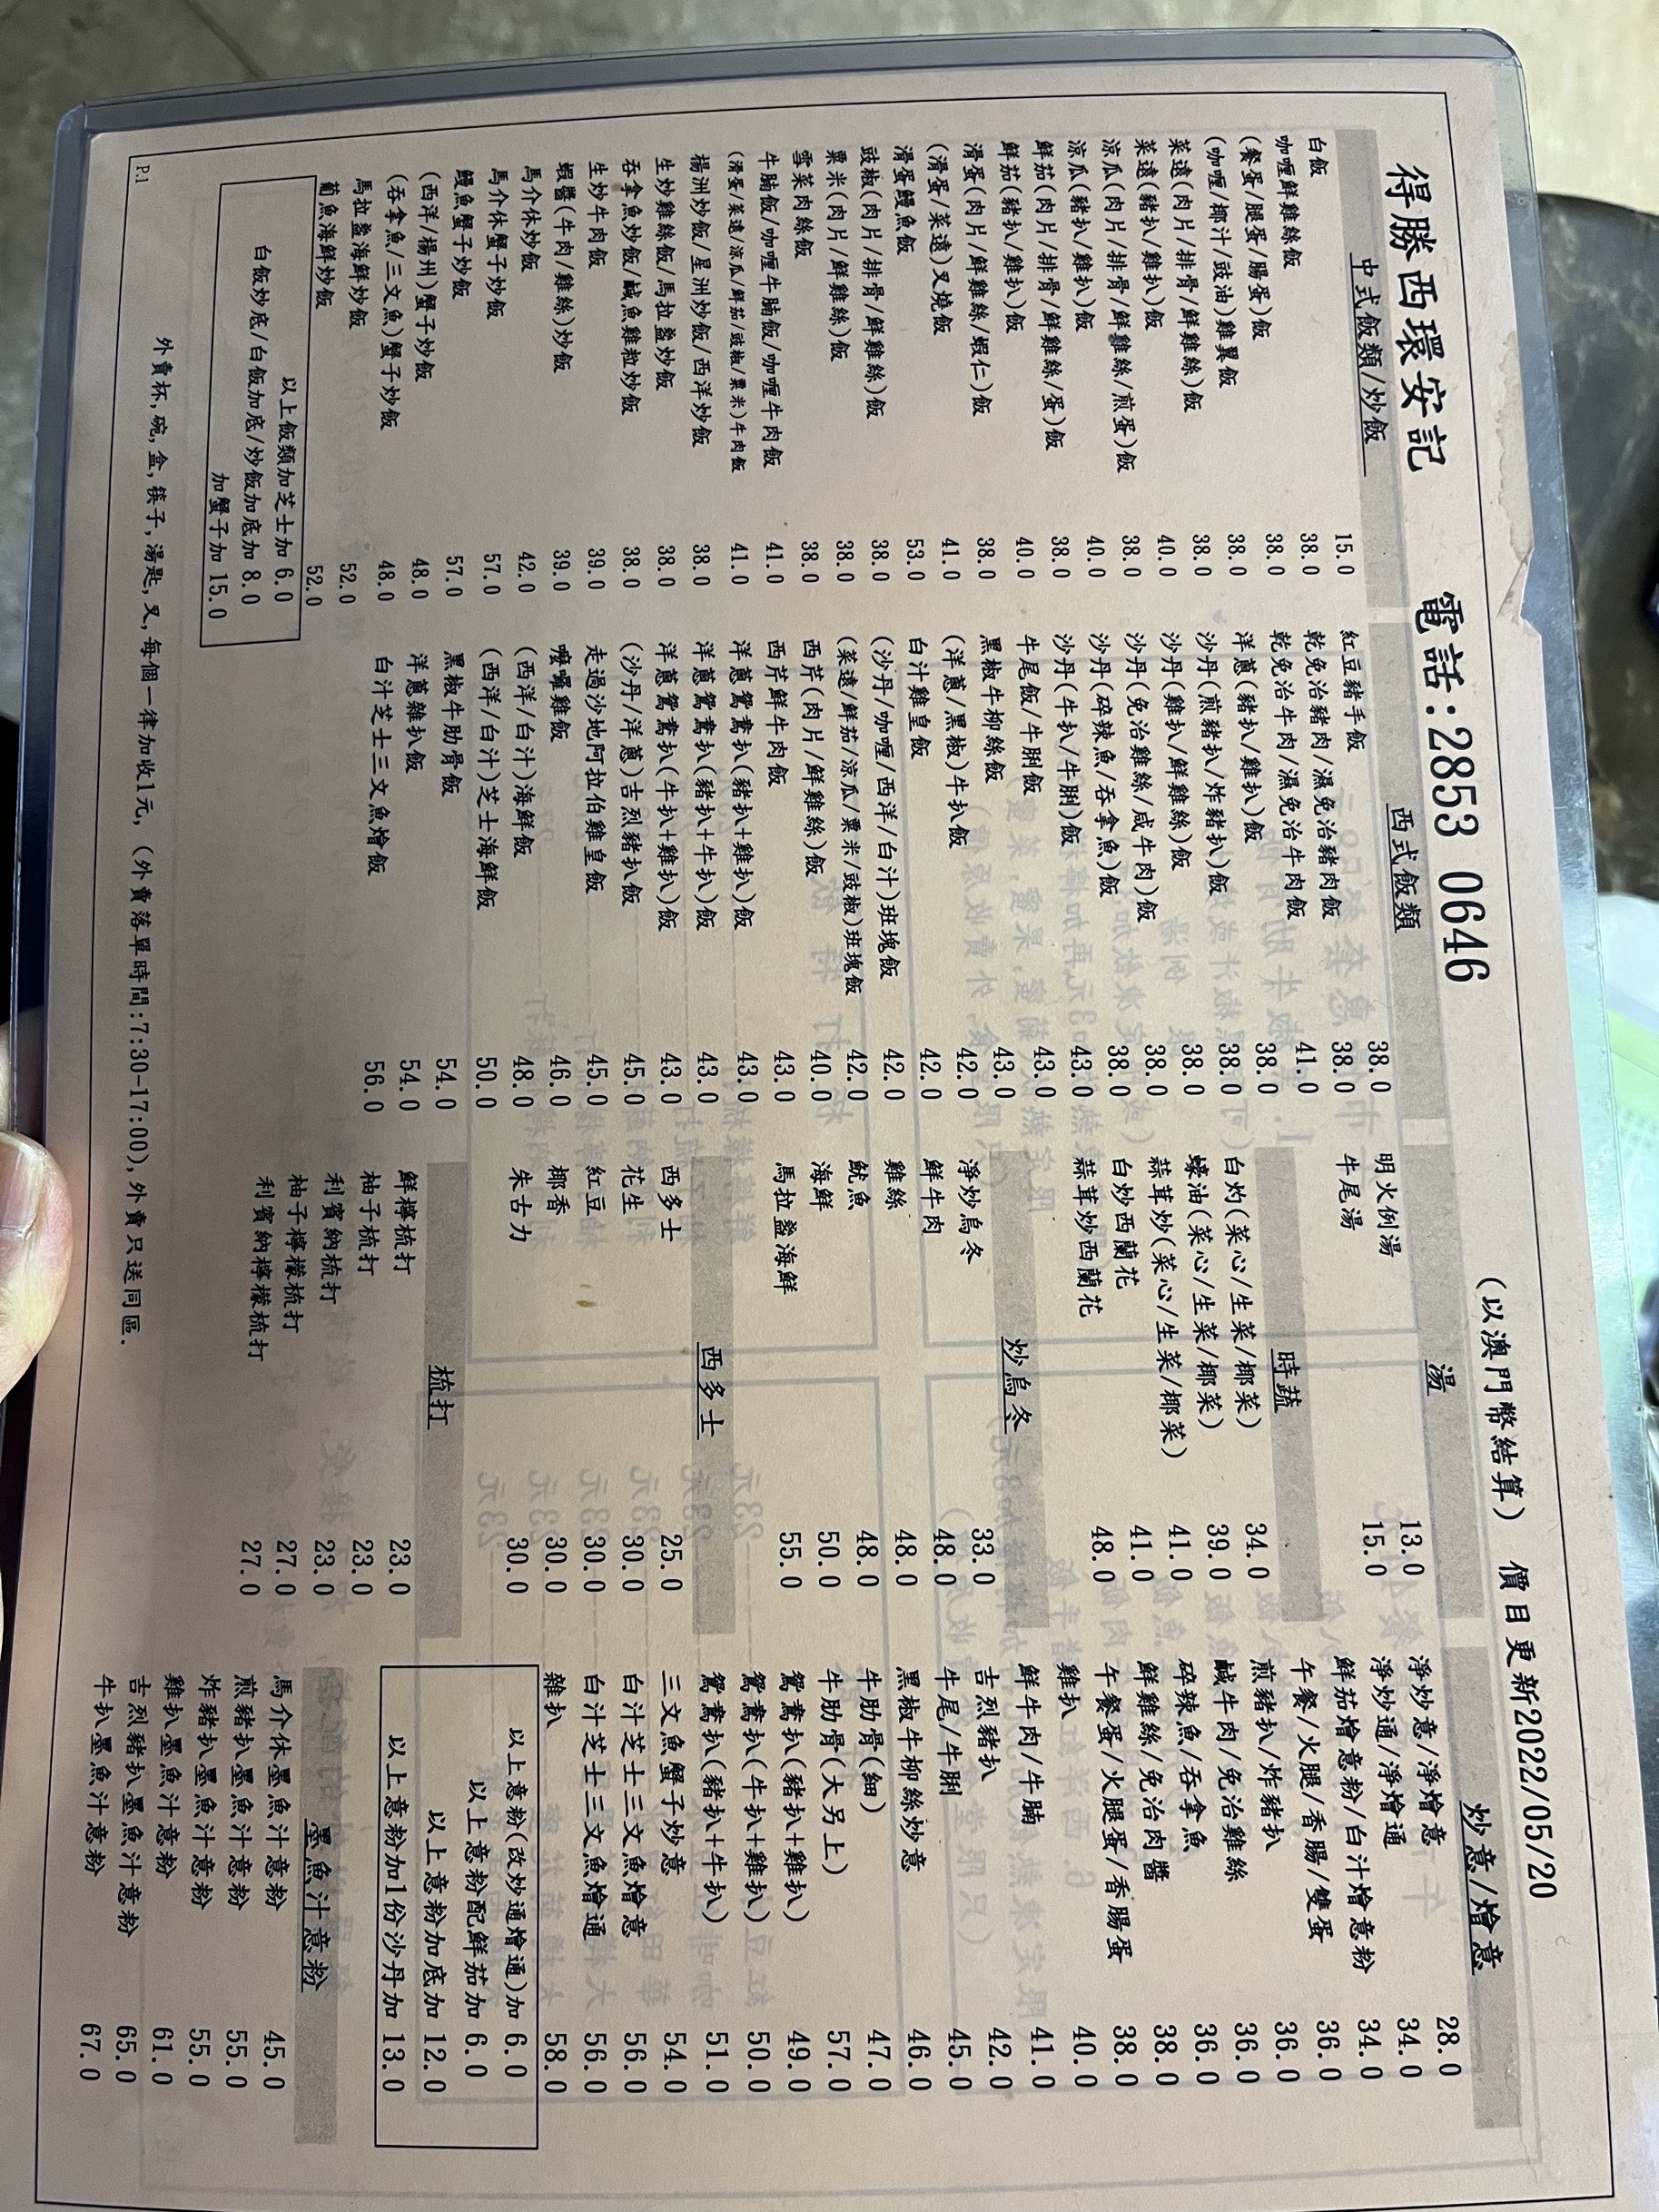 得勝西環安記 電話:2853 0646 (以澳門幣結算) 價目更新2022/05/20
中式飯類/炒飯
白飯 15.0
咖喱鮮雞絲飯 38.0
(餐蛋/腿蛋/腸蛋)飯 38.0
(咖喱/椰汁/豉油)雞翼飯 38.0
菜遠(肉片/排骨/鮮雞絲)飯 38.0
菜遠(豬扒/雞扒)飯 40.0
涼瓜(肉片/排骨/鮮雞絲/煎蛋)飯 38.0
涼瓜(豬扒/雞扒)飯 40.0
鮮茄(肉片/排骨/鮮雞絲/蛋)飯 38.0
鮮茄(豬扒/雞扒)飯 40.0
滑蛋(肉片/鮮雞絲/蝦仁)飯 38.0
(滑蛋/菜遠)叉燒飯 41.0
滑蛋鰻魚飯 53.0
豉椒(肉片/排骨/鮮雞絲)飯 38.0
粟米(肉片/鮮雞絲)飯 38.0
雪菜肉絲飯 38.0
牛腩飯/咖喱牛腩飯/咖喱牛肉飯 41.0
(滑蛋/菜遠/涼瓜/鮮茄/豉椒/粟米)牛肉飯 41.0
楊洲炒飯/星洲炒飯/西洋炒飯 38.0
生炒雞絲飯/馬拉盞炒飯 38.0
吞拿魚炒飯/鹹魚雞粒炒飯 38.0
生炒牛肉飯 39.0
蝦醬(牛肉/雞絲)炒飯 39.0
馬介休炒飯 42.0
馬介休蟹子炒飯 57.0
鰻魚蟹子炒飯 57.0
(西洋/楊州)蟹子炒飯 48.0
(吞拿魚/三文魚)蟹子炒飯 48.0
馬拉盞海鮮炒飯 52.0
葡魚海鮮炒飯 52.0
以上飯類加芝士加 6.0
白飯炒底/白飯加底/炒飯加底加 8.0
加蟹子加 15.0
西式飯類
紅豆豬手飯 38.0
乾免治豬肉/濕免治豬肉飯 38.0
乾免治牛肉/濕免治牛肉飯 41.0
洋蔥(豬扒/雞扒)飯 38.0
沙丹(煎豬扒/炸豬扒)飯 38.0
沙丹(雞扒/鮮雞絲)飯 38.0
沙丹(免治雞絲/咸牛肉)飯 38.0
沙丹(碎辣魚/吞拿魚)飯 38.0
沙丹(牛扒/牛脷)飯 43.0
牛尾飯/牛脷飯 43.0
黑椒牛柳絲飯 43.0
(洋蔥/黑椒)牛扒飯 42.0
白汁雞皇飯 42.0
(沙丹/咖喱/西洋/白汁)班塊飯 42.0
(菜遠/鮮茄/涼瓜/粟米/豉椒)班塊飯 42.0
西芹(肉片/鮮雞絲)飯 40.0
西芹鮮牛肉飯 43.0
洋蔥鴛鴦扒(豬扒+雞扒)飯 43.0
洋蔥鴛鴦扒(豬扒+牛扒)飯 43.0
洋蔥鴛鴦扒(牛扒+雞扒)飯 43.0
(沙丹/洋蔥)吉烈豬扒飯 45.0
走過沙地阿拉伯雞皇飯 45.0
嚤囉雞飯 46.0
(西洋/白汁)海鮮飯 48.0
(西洋/白汁)芝士海鮮飯 50.0
黑椒牛肋骨飯 54.0
洋蔥雜扒飯 54.0
白汁芝士三文魚燴飯 56.0
湯
明火例湯 13.0
牛尾湯 15.0
時蔬
白灼(菜心/生菜/椰菜) 34.0
蠔油(菜心/生菜/椰菜) 39.0
蒜茸炒(菜心/生菜/椰菜) 41.0
白炒西蘭花 41.0
蒜茸炒西蘭花 48.0
炒烏冬
淨炒烏冬 33.0
鮮牛肉 48.0
雞絲 48.0
魷魚 48.0
海鮮 50.0
馬拉盞海鮮 55.0
西多士
西多士 25.0
花生 30.0
紅豆 30.0
椰香 30.0
朱古力 30.0
梳打
鮮檸梳打 23.0
柚子梳打 23.0
利賓納梳打 23.0
柚子檸檬梳打 27.0
利賓納檸檬梳打 27.0
炒意/燴意
淨炒意/淨燴意 28.0
淨炒通/淨燴通 34.0
鮮茄燴意粉/白汁燴意粉 34.0
午餐/火腿/香腸/雙蛋 36.0
煎豬扒/炸豬扒 36.0
鹹牛肉/免治雞絲 36.0
碎辣魚/吞拿魚 36.0
鮮雞絲/免治肉醬 38.0
午餐蛋/火腿蛋/香腸蛋 38.0
雞扒 40.0
鮮牛肉/牛腩 41.0
吉烈豬扒 42.0
牛尾/牛脷 45.0
黑椒牛柳絲炒意 46.0
牛肋骨(細) 47.0
牛肋骨(大另上) 57.0
鴛鴦扒(豬扒+雞扒) 49.0
鴛鴦扒(牛扒+雞扒) 50.0
鴛鴦扒(豬扒+牛扒) 51.0
三文魚蟹子炒意 54.0
白汁芝士三文魚燴意 56.0
白汁芝士三文魚燴通 56.0
雜扒 58.0
以上意粉(改炒通燴通)加 6.0
以上意粉配鮮茄加 6.0
以上意粉加底加 12.0
以上意粉加1份沙丹加 13.0
墨魚汁意粉
馬介休墨魚汁意粉 45.0
煎豬扒墨魚汁意粉 55.0
炸豬扒墨魚汁意粉 55.0
雞扒墨魚汁意粉 61.0
吉烈豬扒墨魚汁意粉 65.0
牛扒墨魚汁意粉 67.0
外賣杯,碗,盒,筷子,湯匙,叉,每個一律加收1元,(外賣落單時間:7:30-17:00),外賣只送同區.
P.1